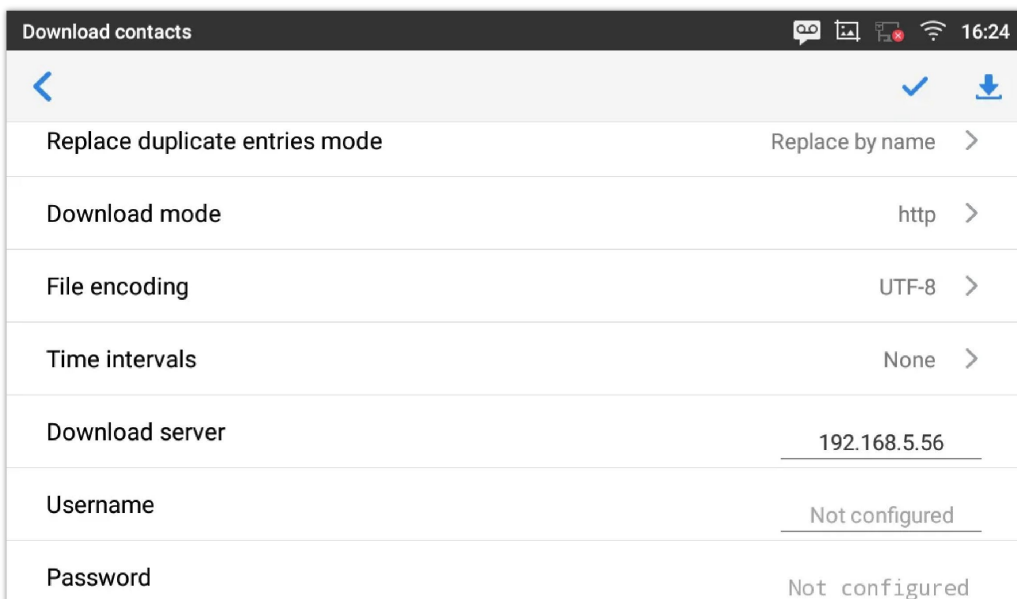 Download contacts 16:24
Replace duplicate entries mode Replace by name
Download mode http
File encoding UTF-8
Time intervals None
Download server 192.168.5.56
Username Not configured
Password Not configured